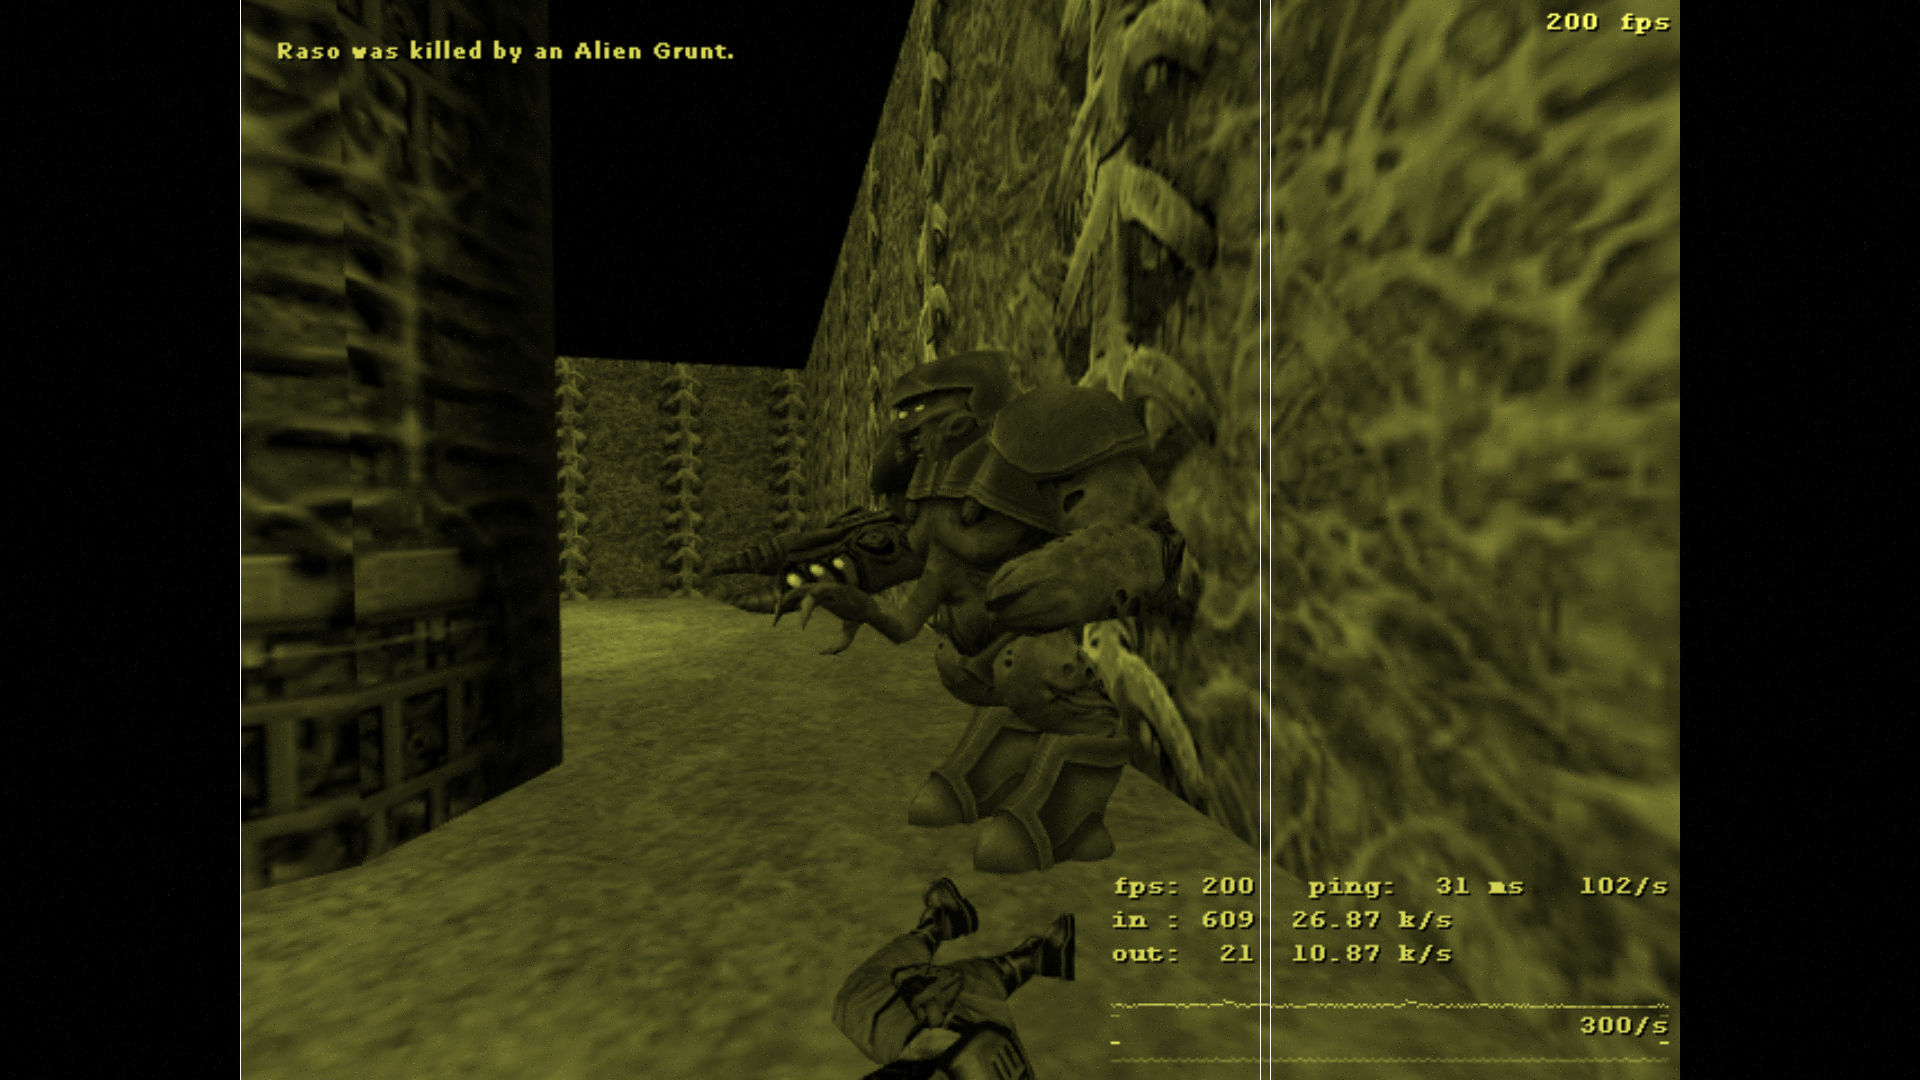 200 fps
Raso was killed by an Alien Grunt.
fps: 200 ping: 31 ms 102/s
in : 609 26.87 k/s
out: 21 10.87 k/s
300/s